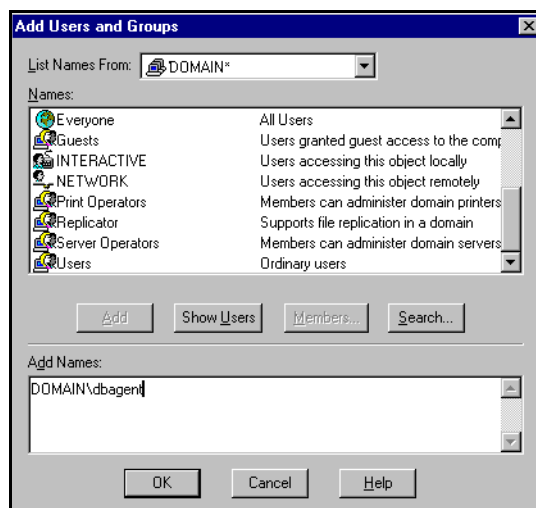 Add Users and Groups
List Names From: DOMAIN*
Names:
Everyone All Users
Guests Users granted guest access to the comp
INTERACTIVE Users accessing this object locally
NETWORK Users accessing this object remotely
Print Operators Members can administer domain printers
Replicator Supports file replication in a domain
Server Operators Members can administer domain servers
Users Ordinary users
Add Show Users Members... Search...
Add Names:
DOMAIN\dbagent
OK Cancel Help